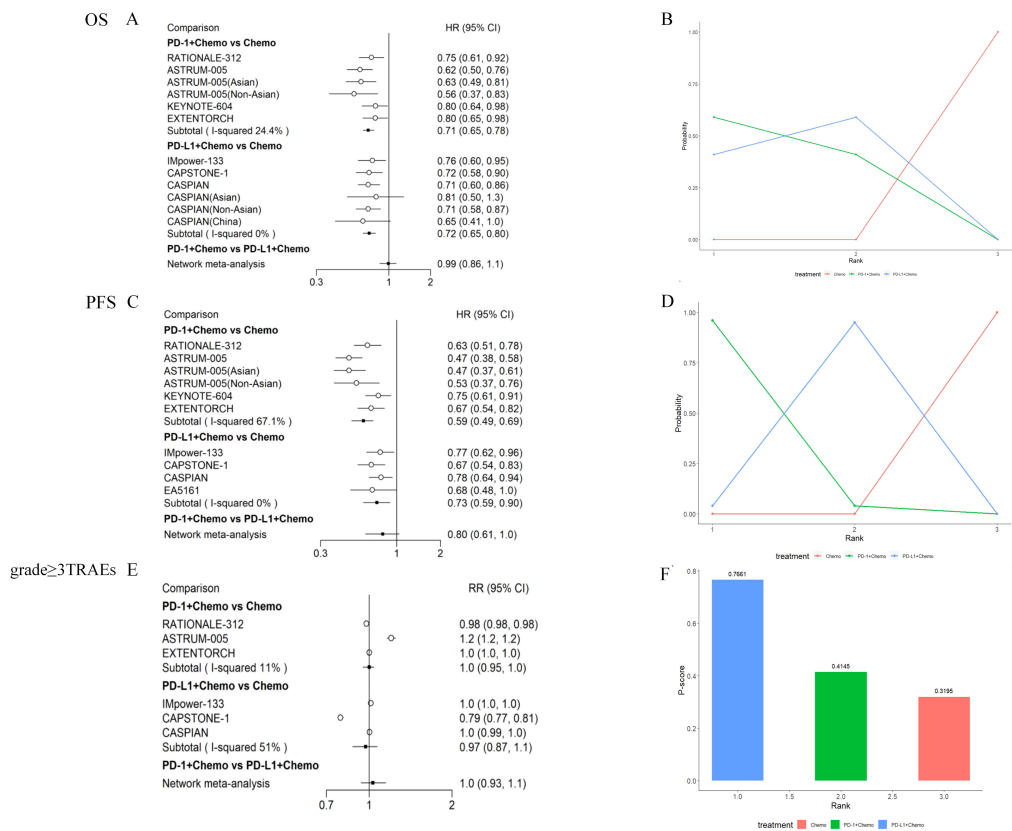 OS A
Comparison HR (95% CI)
PD-1+Chemo vs Chemo
RATIONALE-312 0.75 (0.61, 0.92)
ASTRUM-005 0.62 (0.50, 0.76)
ASTRUM-005(Asian) 0.63 (0.49, 0.81)
ASTRUM-005(Non-Asian) 0.56 (0.37, 0.83)
KEYNOTE-604 0.80 (0.64, 0.98)
EXTENTORCH 0.80 (0.65, 0.98)
Subtotal ( I-squared 24.4% ) 0.71 (0.65, 0.78)
PD-L1+Chemo vs Chemo
IMpower-133 0.76 (0.60, 0.95)
CAPSTONE-1 0.72 (0.58, 0.90)
CASPIAN 0.71 (0.60, 0.86)
CASPIAN(Asian) 0.81 (0.50, 1.3)
CASPIAN(Non-Asian) 0.71 (0.58, 0.87)
CASPIAN(China) 0.65 (0.41, 1.0)
Subtotal ( I-squared 0% ) 0.72 (0.65, 0.80)
PD-1+Chemo vs PD-L1+Chemo
Network meta-analysis 0.99 (0.86, 1.1)
0.3 1 2
B
1.00
0.75
0.50
0.25
0.00
Probability
1 2 3
Rank
treatment Chemo PD-1+Chemo PD-L1+Chemo
PFS C
Comparison HR (95% CI)
PD-1+Chemo vs Chemo
RATIONALE-312 0.63 (0.51, 0.78)
ASTRUM-005 0.47 (0.38, 0.58)
ASTRUM-005(Asian) 0.47 (0.37, 0.61)
ASTRUM-005(Non-Asian) 0.53 (0.37, 0.76)
KEYNOTE-604 0.75 (0.61, 0.91)
EXTENTORCH 0.67 (0.54, 0.82)
Subtotal ( I-squared 67.1% ) 0.59 (0.49, 0.69)
PD-L1+Chemo vs Chemo
IMpower-133 0.77 (0.62, 0.96)
CAPSTONE-1 0.67 (0.54, 0.83)
CASPIAN 0.78 (0.64, 0.94)
EA5161 0.68 (0.48, 1.0)
Subtotal ( I-squared 0% ) 0.73 (0.59, 0.90)
PD-1+Chemo vs PD-L1+Chemo
Network meta-analysis 0.80 (0.61, 1.0)
0.3 1 2
D
1.00
0.75
0.50
0.25
0.00
Probability
1 2 3
Rank
treatment Chemo PD-1+Chemo PD-L1+Chemo
grade≥3TRAEs E
Comparison RR (95% CI)
PD-1+Chemo vs Chemo
RATIONALE-312 0.98 (0.98, 0.98)
ASTRUM-005 1.2 (1.2, 1.2)
EXTENTORCH 1.0 (1.0, 1.0)
Subtotal ( I-squared 11% ) 1.0 (0.95, 1.0)
PD-L1+Chemo vs Chemo
IMpower-133 1.0 (1.0, 1.0)
CAPSTONE-1 0.79 (0.77, 0.81)
CASPIAN 1.0 (0.99, 1.0)
Subtotal ( I-squared 51% ) 0.97 (0.87, 1.1)
PD-1+Chemo vs PD-L1+Chemo
Network meta-analysis 1.0 (0.93, 1.1)
0.7 1 2
F
0.8
0.6
0.4
0.2
0.0
P-score
0.7661
0.4145
0.3195
1.0 1.5 2.0 2.5 3.0
Rank
treatment Chemo PD-1+Chemo PD-L1+Chemo